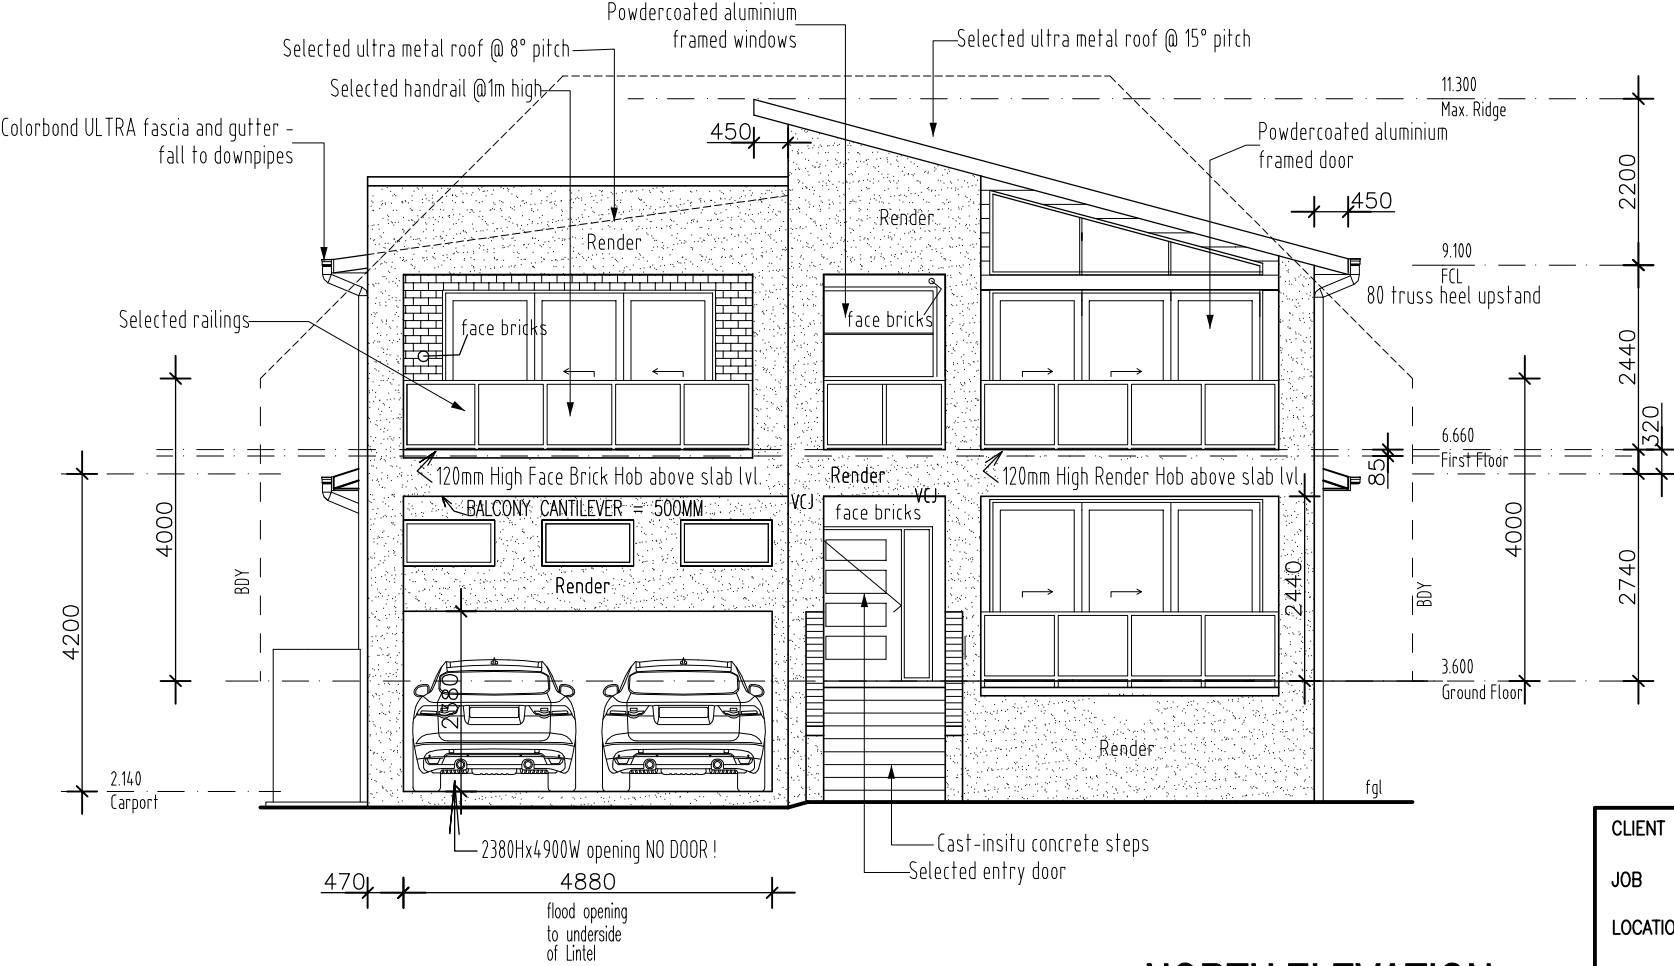 Powdercoated aluminium
framed windows
Selected ultra metal roof @ 8° pitch
Selected ultra metal roof @ 15° pitch
Selected handrail @1m high
11.300
Max. Ridge
Colorbond ULTRA fascia and gutter -
fall to downpipes
450
Powdercoated aluminium
framed door
2200
450
Render
Render
9.100
FCL
80 truss heel upstand
Selected railings
face bricks
face bricks
2440
320
6.660
First Floor
85
120mm High Face Brick Hob above slab lvl.
Render
120mm High Render Hob above slab lvl.
BALCONY CANTILEVER = 500MM
VCJ
VCJ
face bricks
4000
4000
BDY
Render
2440
2740
BDY
4200
3.600
Ground Floor
2380
Render
2.140
Carport
fgl
2380Hx4900W opening NO DOOR !
Cast-insitu concrete steps
Selected entry door
470
4880
flood opening
to underside
of Lintel
CLIENT
JOB
LOCATIO
NORTH ELEVATION